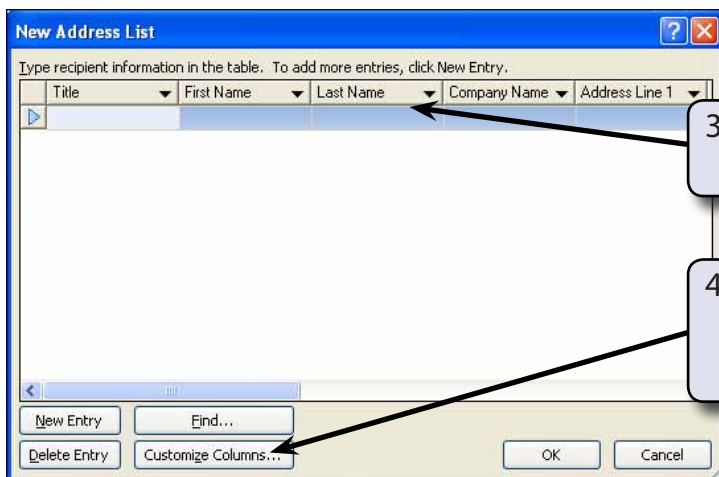 New Address List
Type recipient information in the table. To add more entries, click New Entry.
Title First Name Last Name Company Name Address Line 1
3
4
New Entry Find...
Delete Entry Customize Columns... OK Cancel